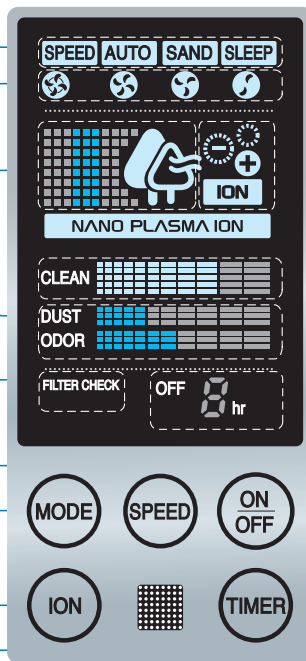 SPEED AUTO SAND SLEEP
ION
NANO PLASMA ION
CLEAN
DUST
ODOR
FILTER CHECK OFF 8 hr
MODE SPEED ON
OFF
ION TIMER